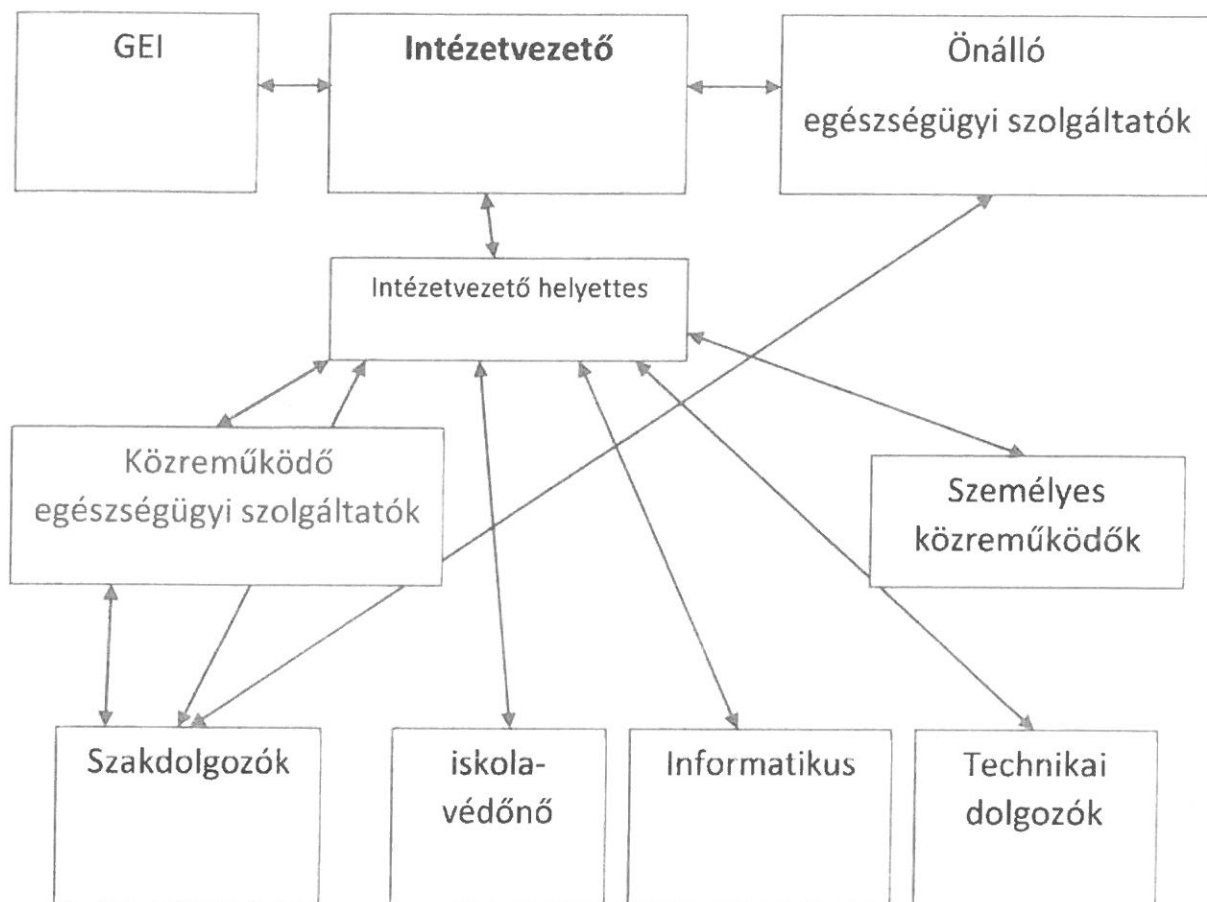 GEI
Intézetvezető
Önálló
egészségügyi szolgáltatók
Intézetvezető helyettes
Közreműködő
egészségügyi szolgáltatók
Személyes
közreműködők
Szakdolgozók
iskola-
védőnő
Informatikus
Technikai
dolgozók